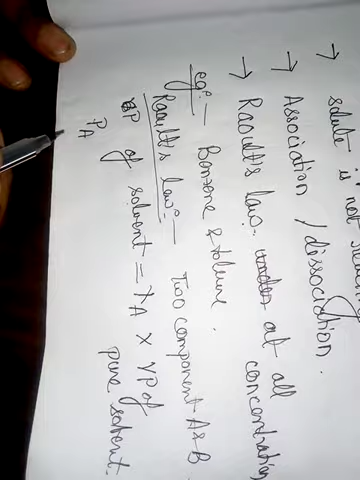 → solute is not
→ Association / dissociation.
→ Raoult's law: at all concentration
eg:- Benzene & toluene.
Raoult's law:- Two component A & B.
VP of solvent = χA × VP of
PA pure solvent.